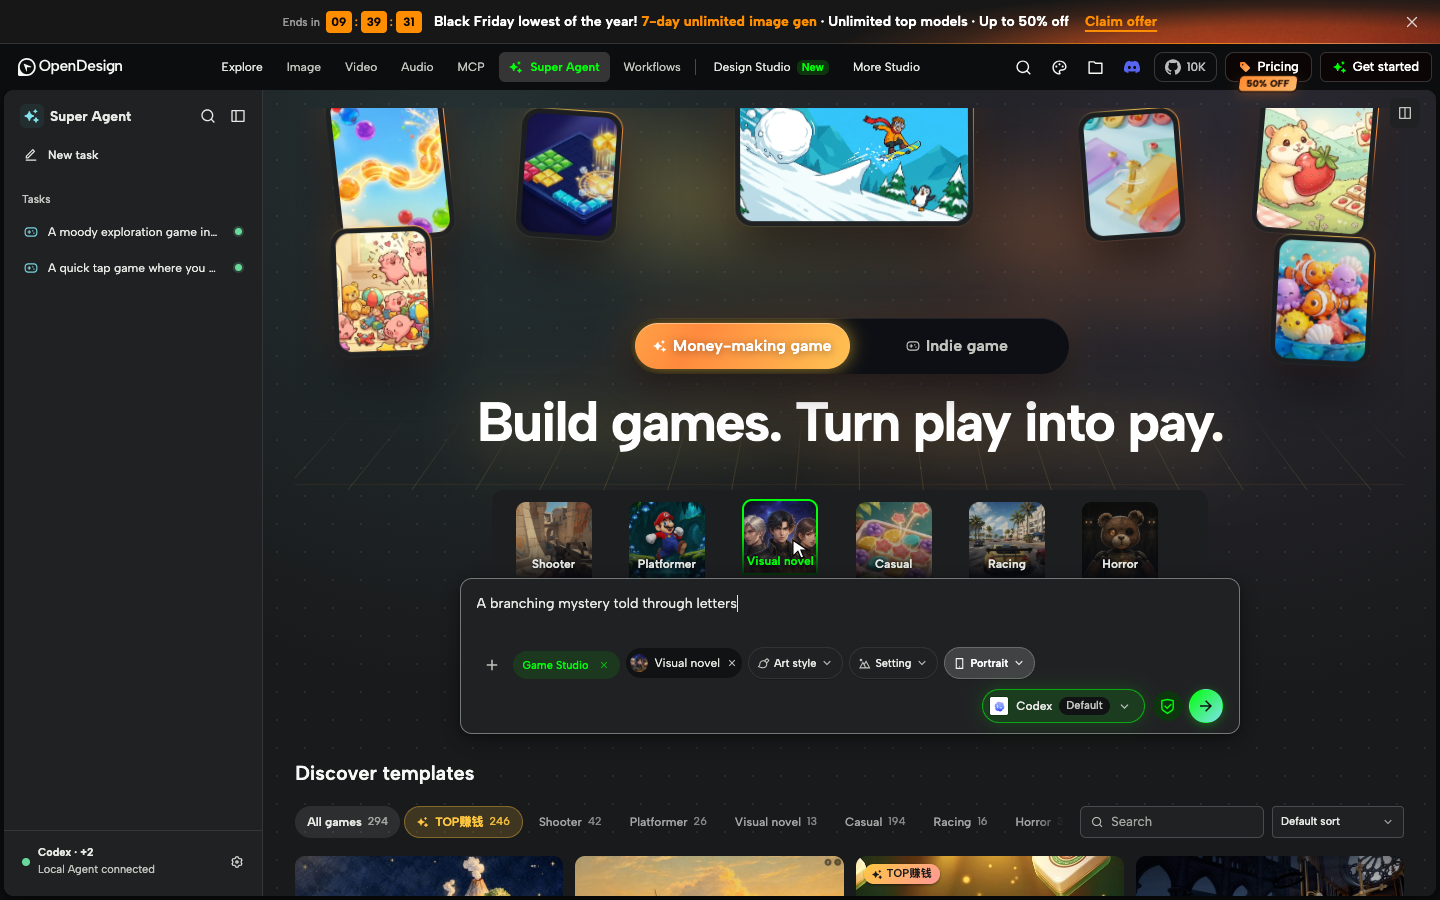 Ends in 09 : 39 : 31 Black Friday lowest of the year! 7-day unlimited image gen · Unlimited top models · Up to 50% off Claim offer
OpenDesign Explore Image Video Audio MCP Super Agent Workflows Design Studio New More Studio 10K Pricing Get started
50% OFF
Super Agent
New task
Tasks
A moody exploration game in...
A quick tap game where you ...
Money-making game Indie game
Build games. Turn play into pay.
Shooter Platformer Visual novel Casual Racing Horror
A branching mystery told through letters
Game Studio × Visual novel × Art style Setting Portrait
Codex Default
Discover templates
All games 294 TOP赚钱 246 Shooter 42 Platformer 26 Visual novel 13 Casual 194 Racing 16 Horror Search Default sort
TOP赚钱
Codex · +2
Local Agent connected